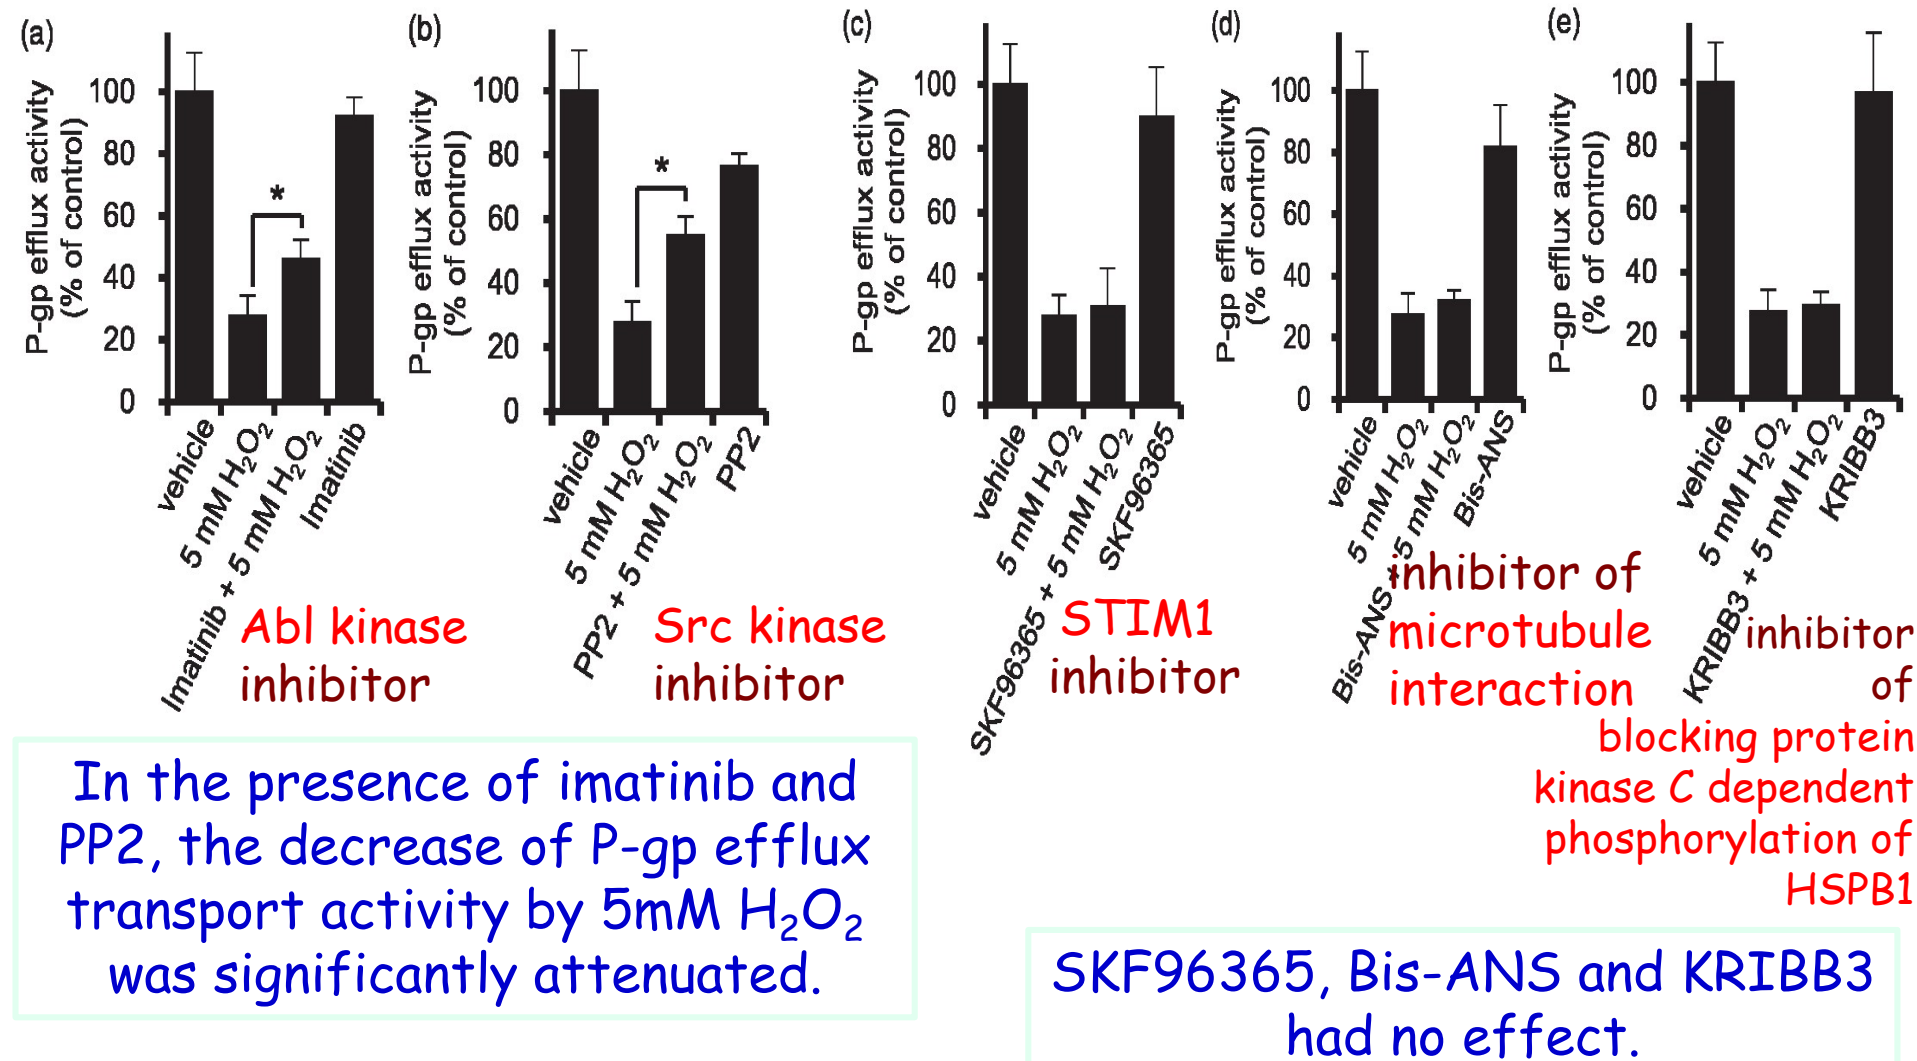 (a)
P-gp efflux activity
(% of control)
100
80
60
40
20
0
*
vehicle
5 mM H₂O₂
Imatinib + 5 mM H₂O₂
Imatinib
Abl kinase
inhibitor
(b)
P-gp efflux activity
(% of control)
100
80
60
40
20
0
*
vehicle
5 mM H₂O₂
PP2 + 5 mM H₂O₂
PP2
Src kinase
inhibitor
(c)
P-gp efflux activity
(% of control)
100
80
60
40
20
0
vehicle
5 mM H₂O₂
SKF96365 + 5 mM H₂O₂
SKF96365
STIM1
inhibitor
(d)
P-gp efflux activity
(% of control)
100
80
60
40
20
0
vehicle
5 mM H₂O₂
Bis-ANS + 5 mM H₂O₂
Bis-ANS
inhibitor of
microtubule
interaction
(e)
P-gp efflux activity
(% of control)
100
80
60
40
20
0
vehicle
5 mM H₂O₂
KRIBB3 + 5 mM H₂O₂
KRIBB3
inhibitor
of
blocking protein
kinase C dependent
phosphorylation of
HSPB1
In the presence of imatinib and
PP2, the decrease of P-gp efflux
transport activity by 5mM H₂O₂
was significantly attenuated.
SKF96365, Bis-ANS and KRIBB3
had no effect.